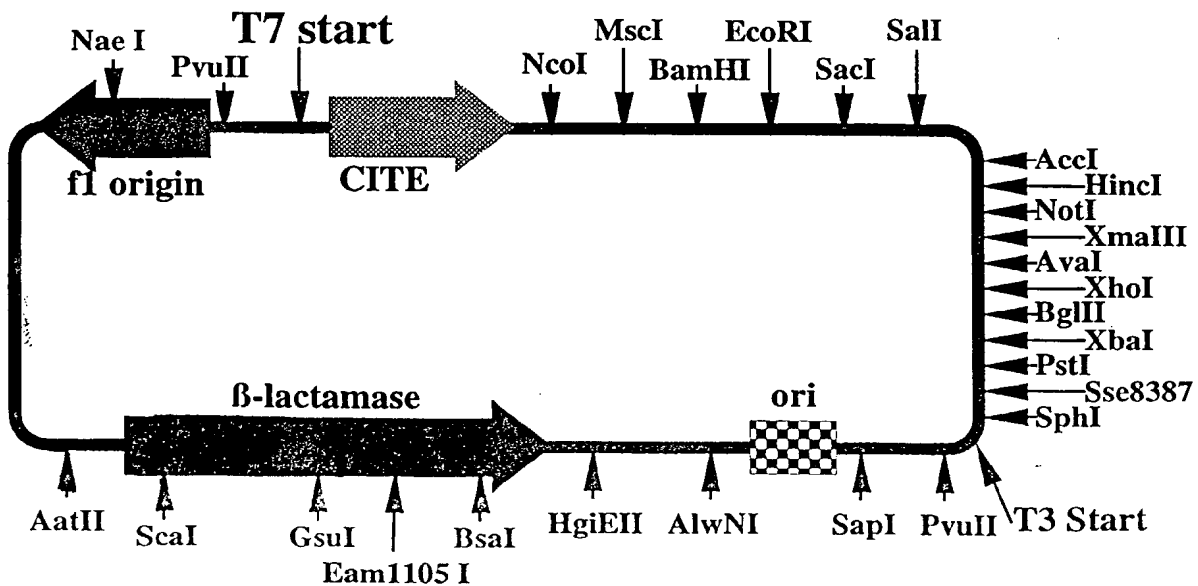 Nae I
PvuII
T7 start
NcoI
MscI
BamHI
EcoRI
SacI
SalI
f1 origin
CITE
AccI
HincI
NotI
XmaIII
AvaI
XhoI
BglII
XbaI
PstI
Sse8387
SphI
ß-lactamase
ori
AatII
ScaI
GsuI
Eam1105 I
BsaI
HgiEII
AlwNI
SapI
PvuII
T3 Start